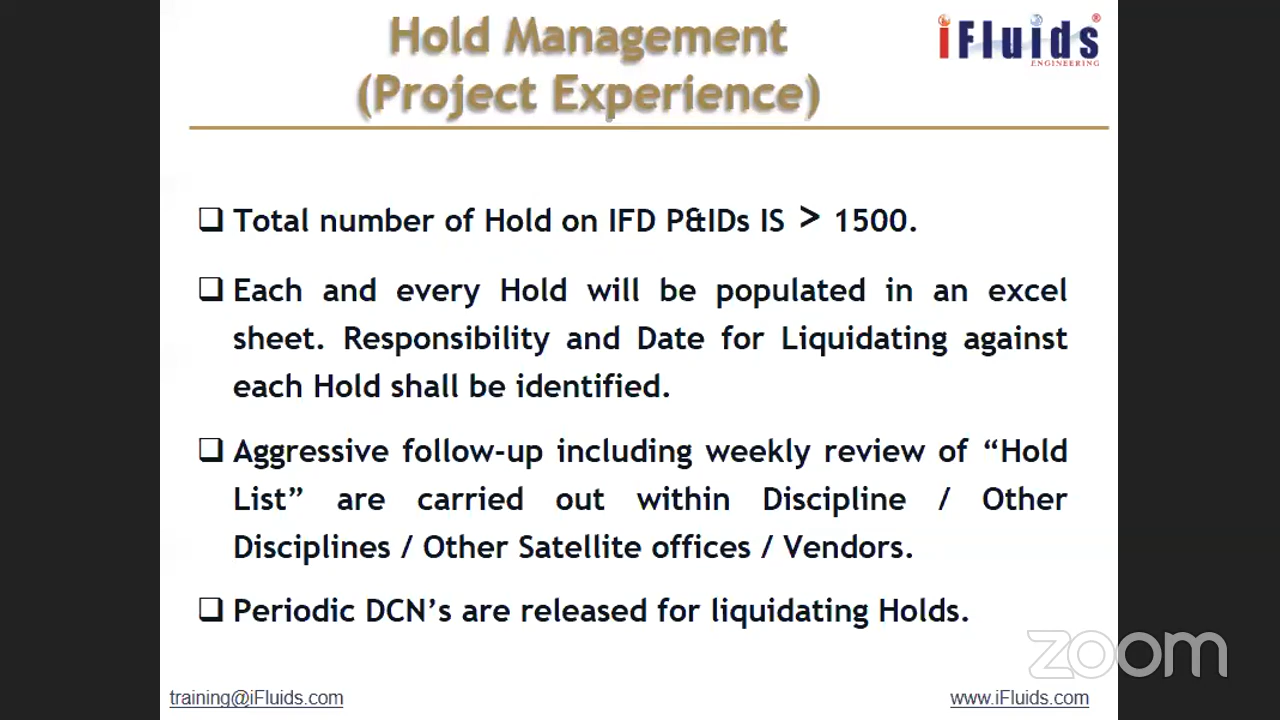 Hold Management
(Project Experience)
iFluids®
ENGINEERING
❑ Total number of Hold on IFD P&IDs IS > 1500.
❑ Each and every Hold will be populated in an excel
sheet. Responsibility and Date for Liquidating against
each Hold shall be identified.
❑ Aggressive follow-up including weekly review of “Hold
List” are carried out within Discipline / Other
Disciplines / Other Satellite offices / Vendors.
❑ Periodic DCN’s are released for liquidating Holds.
zoom
training@iFluids.com
www.iFluids.com